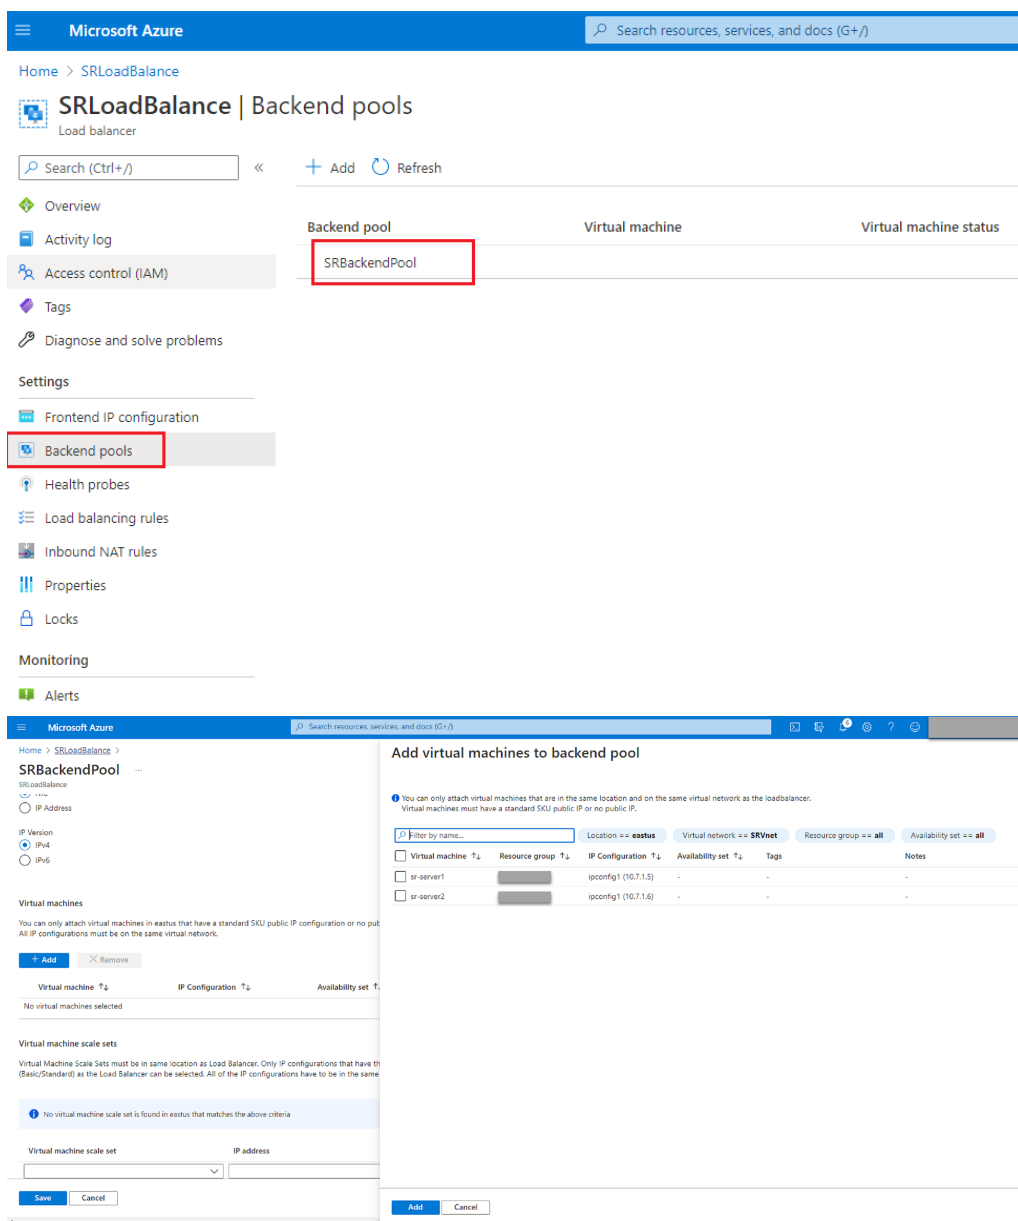 Microsoft Azure
Search resources, services, and docs (G+/)
Home > SRLoadBalance
SRLoadBalance | Backend pools
Load balancer
Search (Ctrl+/)
«
+ Add
Refresh
Overview
Activity log
Access control (IAM)
Tags
Diagnose and solve problems
Settings
Frontend IP configuration
Backend pools
Health probes
Load balancing rules
Inbound NAT rules
Properties
Locks
Monitoring
Alerts
Backend pool Virtual machine Virtual machine status
SRBackendPool
Microsoft Azure
Search resources, services, and docs (G+/)
6
Home > SRLoadBalance >
SRBackendPool ...
SRLoadBalance
IP Address
IP Version
IPv4
IPv6
Virtual machines
You can only attach virtual machines in eastus that have a standard SKU public IP configuration or no pub
All IP configurations must be on the same virtual network.
+ Add
Remove
Virtual machine ↑↓ IP Configuration ↑↓ Availability set ↑
No virtual machines selected
Virtual machine scale sets
Virtual Machine Scale Sets must be in same location as Load Balancer. Only IP configurations that have th
(Basic/Standard) as the Load Balancer can be selected. All of the IP configurations have to be in the same
No virtual machine scale set is found in eastus that matches the above criteria
Virtual machine scale set IP address
Save
Cancel
Add virtual machines to backend pool
You can only attach virtual machines that are in the same location and on the same virtual network as the loadbalancer.
Virtual machines must have a standard SKU public IP or no public IP.
Filter by name...
Location == eastus
Virtual network == SRVnet
Resource group == all
Availability set == all
Virtual machine ↑↓ Resource group ↑↓ IP Configuration ↑↓ Availability set ↑↓ Tags Notes
sr-server1 ipconfig1 (10.7.1.5) - - -
sr-server2 ipconfig1 (10.7.1.6) - - -
Add
Cancel